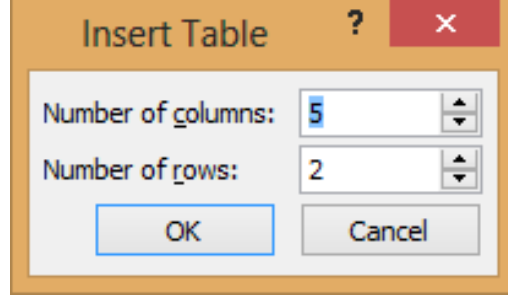 Insert Table ? ×
Number of columns: 5
Number of rows: 2
OK Cancel